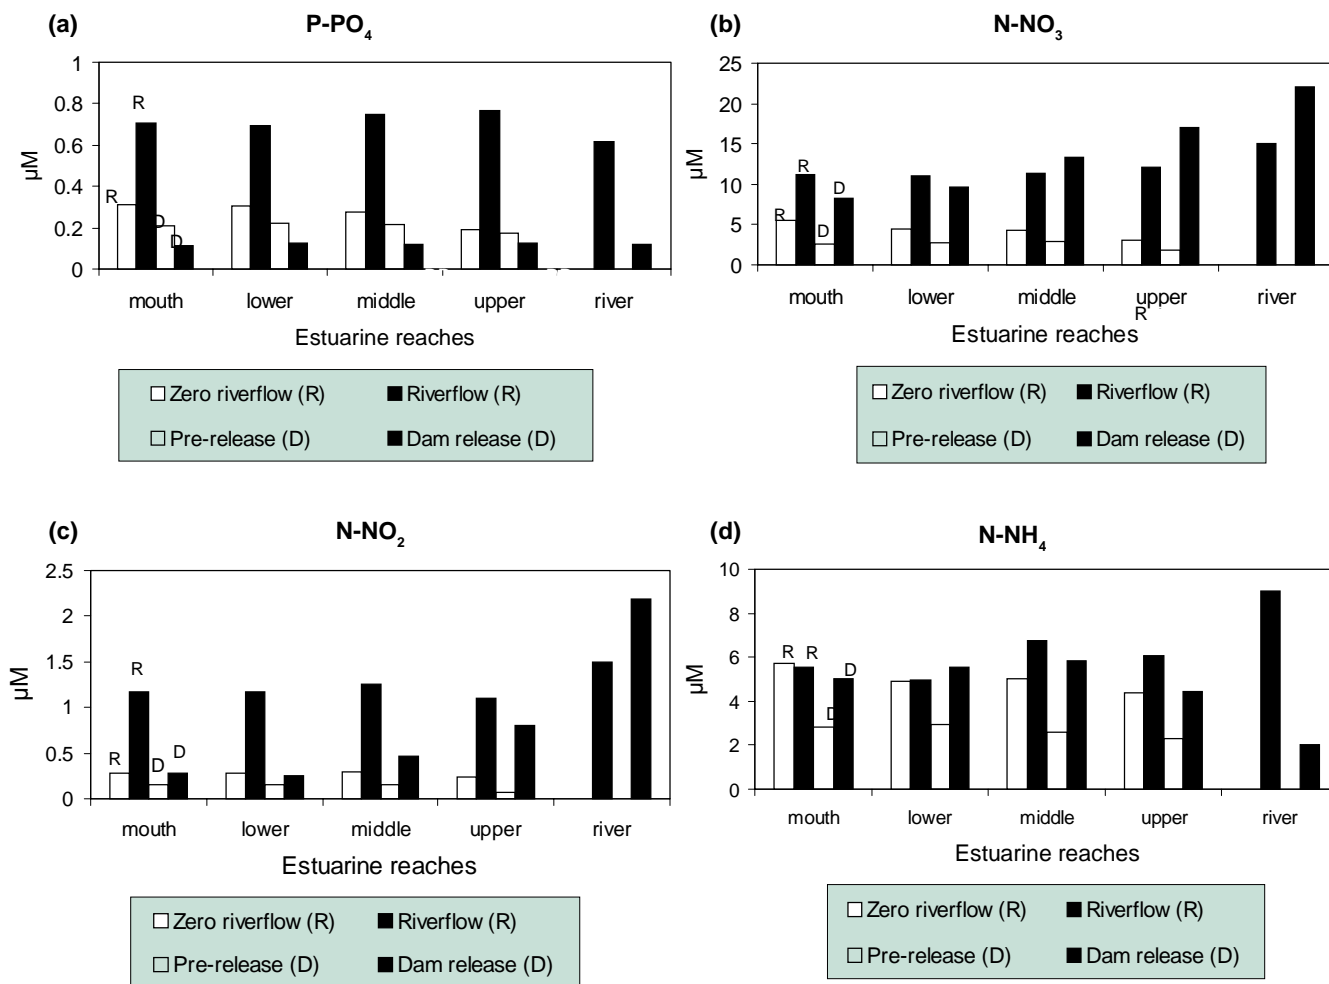 (a) P-PO4
1
0.8
0.6
0.4
0.2
0
µM
R
R
D
D
mouth lower middle upper river
Estuarine reaches
Zero riverflow (R) Riverflow (R)
Pre-release (D) Dam release (D)
(b) N-NO3
25
20
15
10
5
0
µM
R
R
D
D
mouth lower middle upper river
R
Estuarine reaches
Zero riverflow (R) Riverflow (R)
Pre-release (D) Dam release (D)
(c) N-NO2
2.5
2
1.5
1
0.5
0
µM
R
R
D
D
mouth lower middle upper river
Estuarine reaches
Zero riverflow (R) Riverflow (R)
Pre-release (D) Dam release (D)
(d) N-NH4
10
8
6
4
2
0
µM
R R
D
D
mouth lower middle upper river
Estuarine reaches
Zero riverflow (R) Riverflow (R)
Pre-release (D) Dam release (D)